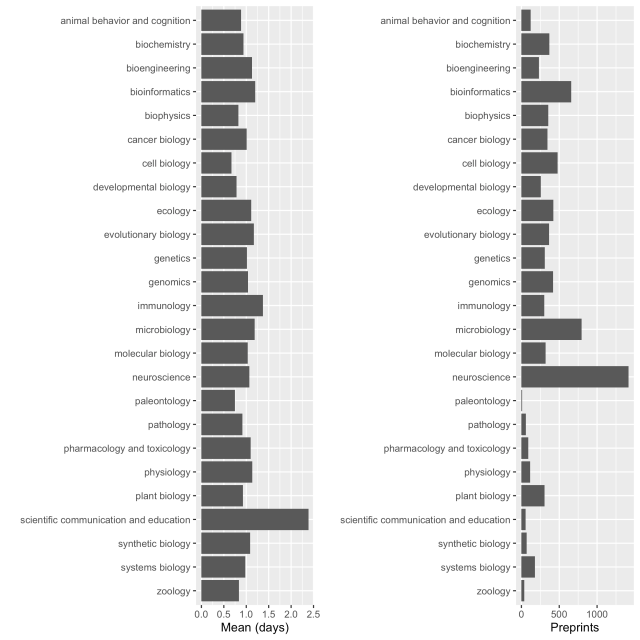 animal behavior and cognition
biochemistry
bioengineering
bioinformatics
biophysics
cancer biology
cell biology
developmental biology
ecology
evolutionary biology
genetics
genomics
immunology
microbiology
molecular biology
neuroscience
paleontology
pathology
pharmacology and toxicology
physiology
plant biology
scientific communication and education
synthetic biology
systems biology
zoology
0.0 0.5 1.0 1.5 2.0 2.5
Mean (days)
animal behavior and cognition
biochemistry
bioengineering
bioinformatics
biophysics
cancer biology
cell biology
developmental biology
ecology
evolutionary biology
genetics
genomics
immunology
microbiology
molecular biology
neuroscience
paleontology
pathology
pharmacology and toxicology
physiology
plant biology
scientific communication and education
synthetic biology
systems biology
zoology
0 500 1000
Preprints